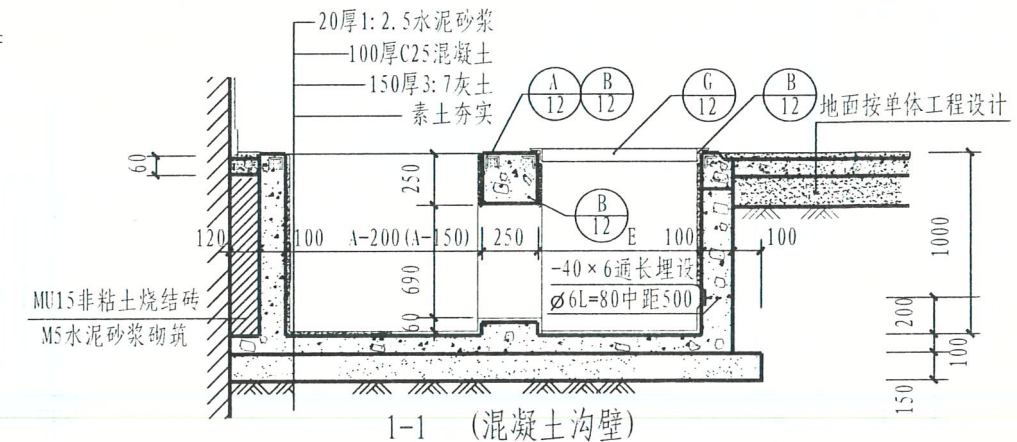 20厚1:2.5水泥砂浆
100厚C25混凝土
150厚3:7灰土
素土夯实
A
12
B
12
G
12
B
12
地面按单体工程设计
60
250
B
12
120
100
A-200(A-150)
250
E
100
100
1000
690
-40×6通长埋设
ø6L=80中距500
MU15非粘土烧结砖
M5水泥砂浆砌筑
60
200
100
150
1-1 (混凝土沟壁)